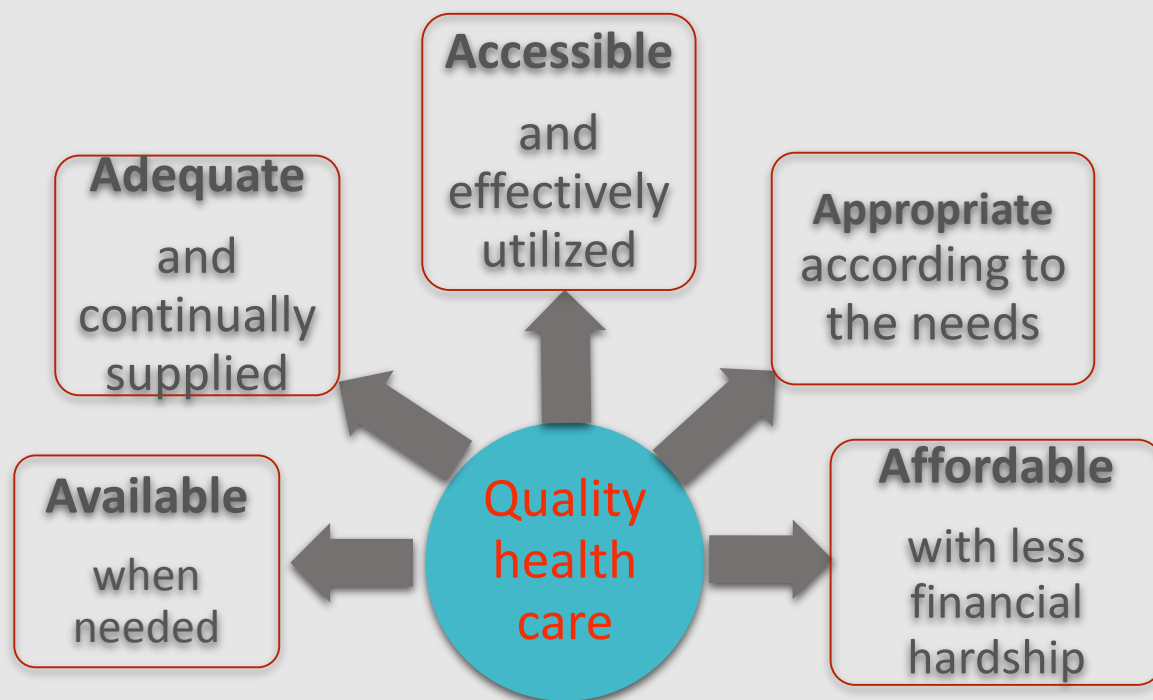 Accessible
and
effectively
utilized
Adequate
and
continually
supplied
Appropriate
according to
the needs
Available
when
needed
Quality
health
care
Affordable
with less
financial
hardship